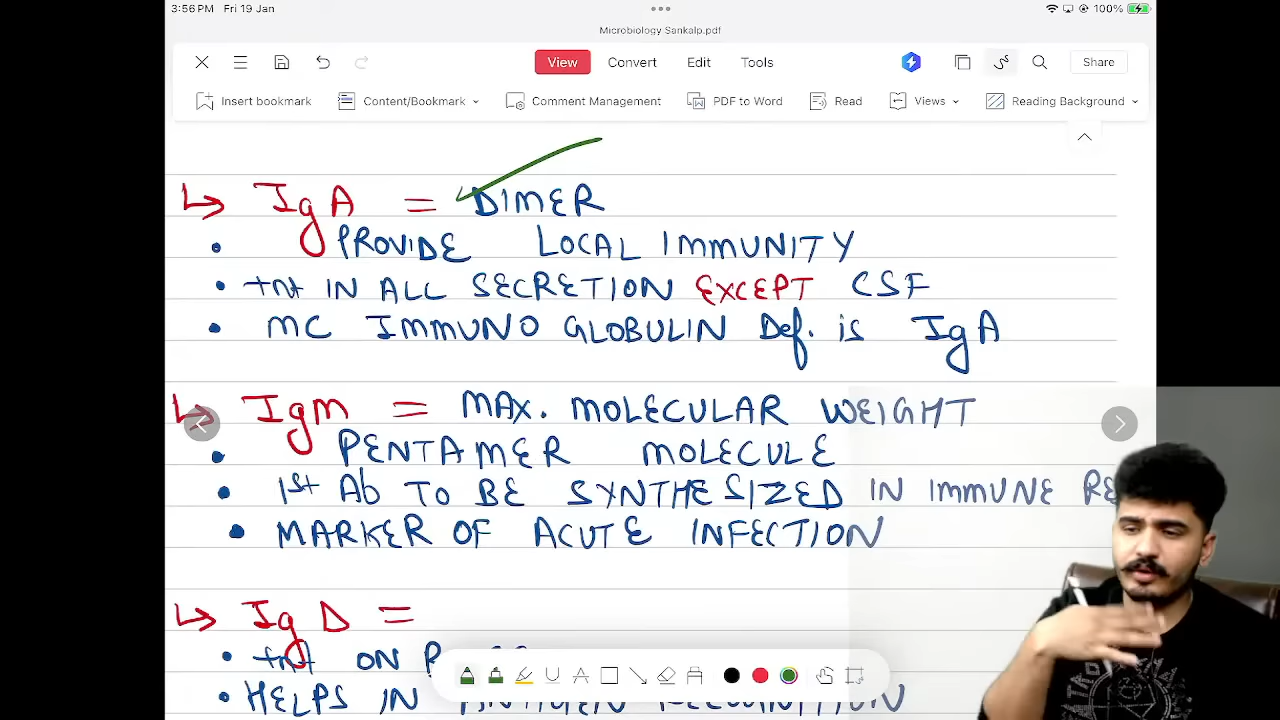 3:56 PM Fri 19 Jan
100%
Microbiology Sankalp.pdf
View Convert Edit Tools
Share
Insert bookmark Content/Bookmark Comment Management PDF to Word Read Views Reading Background
↳ IgA = DIMER
• PROVIDE LOCAL IMMUNITY
• +nt IN ALL SECRETION EXCEPT CSF
• MC IMMUNO GLOBULIN Def. is IgA
↳ IgM = MAX. MOLECULAR WEIGHT
• PENTAMER MOLECULE
• 1st Ab TO BE SYNTHESIZED IN IMMUNE
• MARKER OF ACUTE INFECTION
↳ IgD =
• +nt ON
• HELPS IN